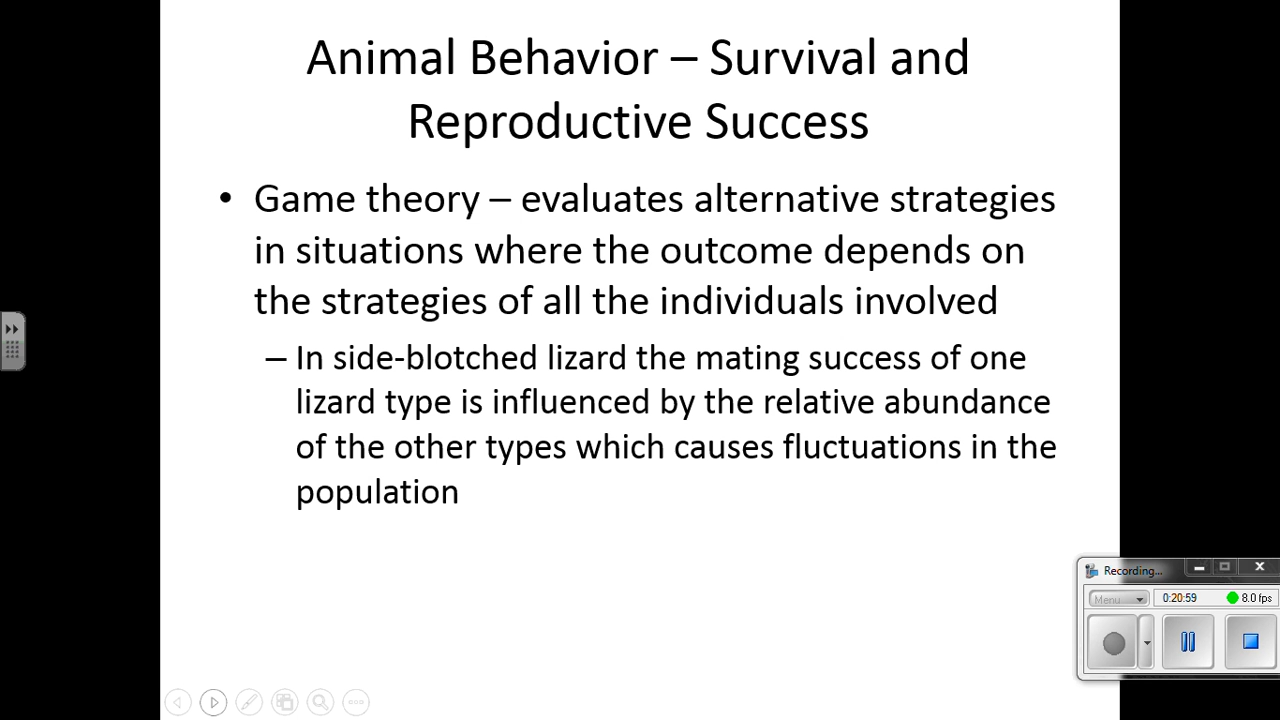 Animal Behavior – Survival and
Reproductive Success
• Game theory – evaluates alternative strategies
in situations where the outcome depends on
the strategies of all the individuals involved
– In side-blotched lizard the mating success of one
lizard type is influenced by the relative abundance
of the other types which causes fluctuations in the
population
Recording...
Menu
0:20:59
8.0 fps